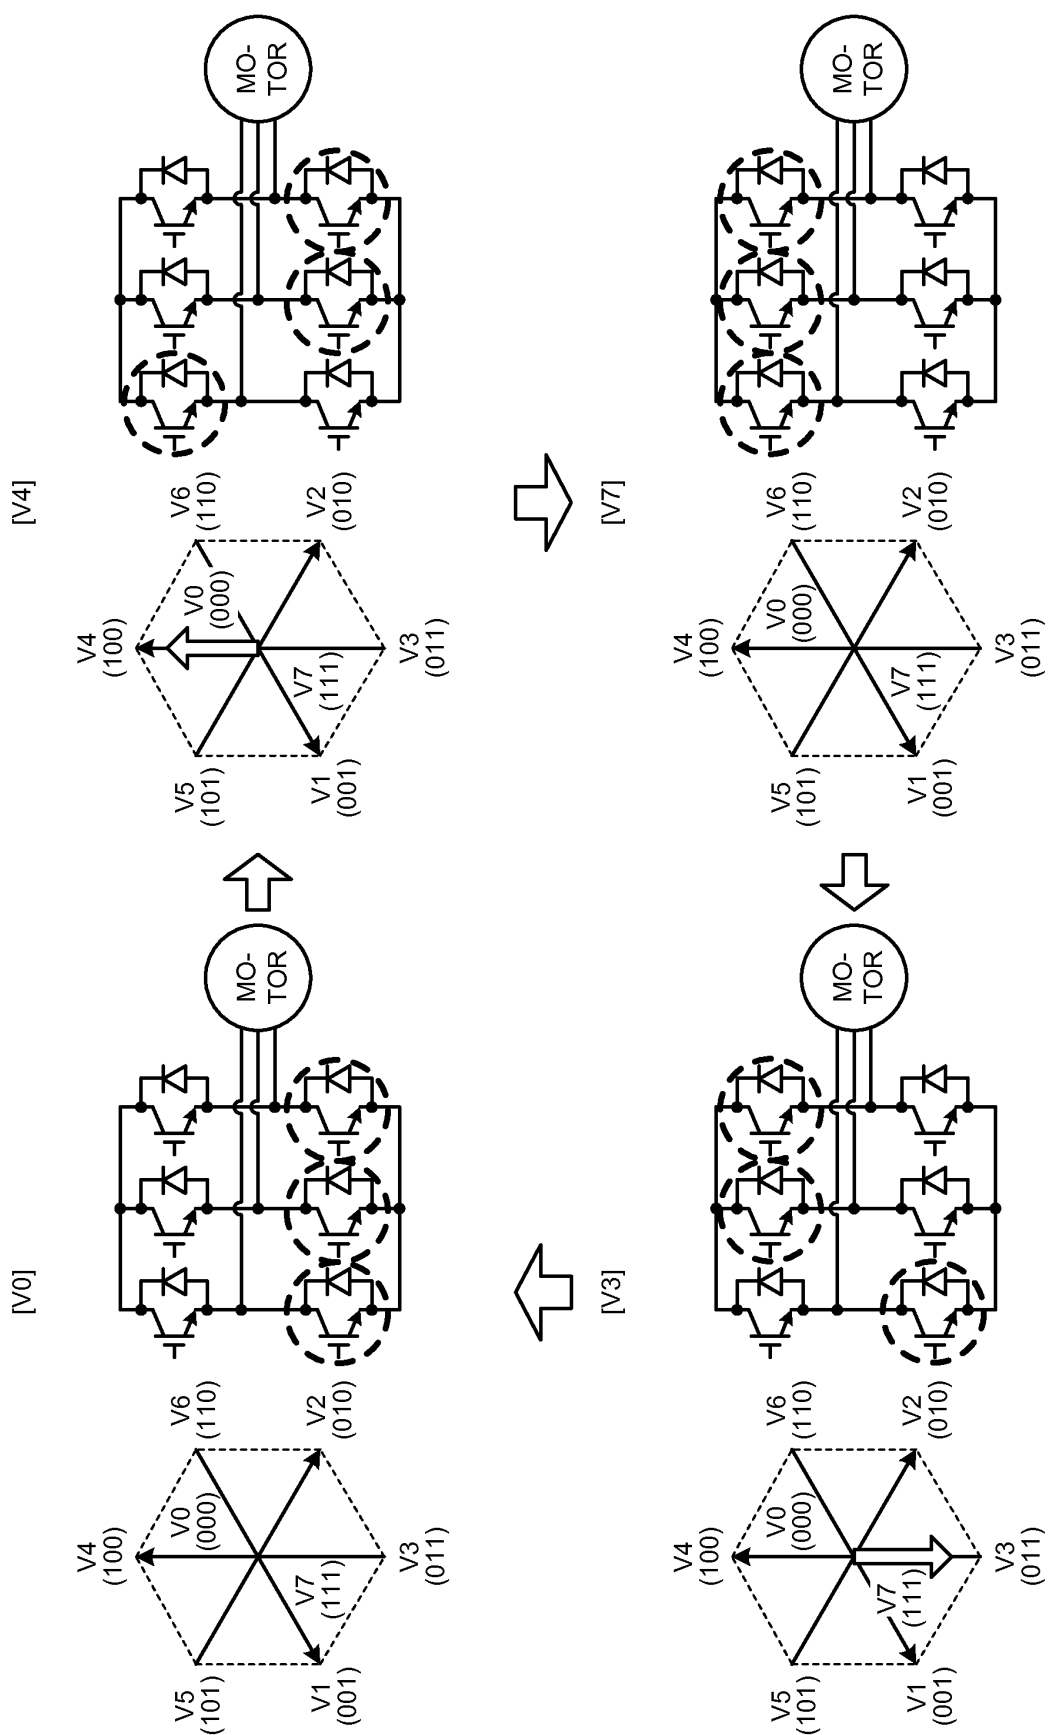 [V0]
V4
(100)
V5
(101)
V0
(000)
V6
(110)
V7
(111)
V1
(001)
V2
(010)
V3
(011)
MO-
TOR
[V4]
V4
(100)
V5
(101)
V0
(000)
V6
(110)
V7
(111)
V1
(001)
V2
(010)
V3
(011)
MO-
TOR
[V3]
V4
(100)
V5
(101)
V0
(000)
V6
(110)
V7
(111)
V1
(001)
V2
(010)
V3
(011)
MO-
TOR
[V7]
V4
(100)
V5
(101)
V0
(000)
V6
(110)
V7
(111)
V1
(001)
V2
(010)
V3
(011)
MO-
TOR